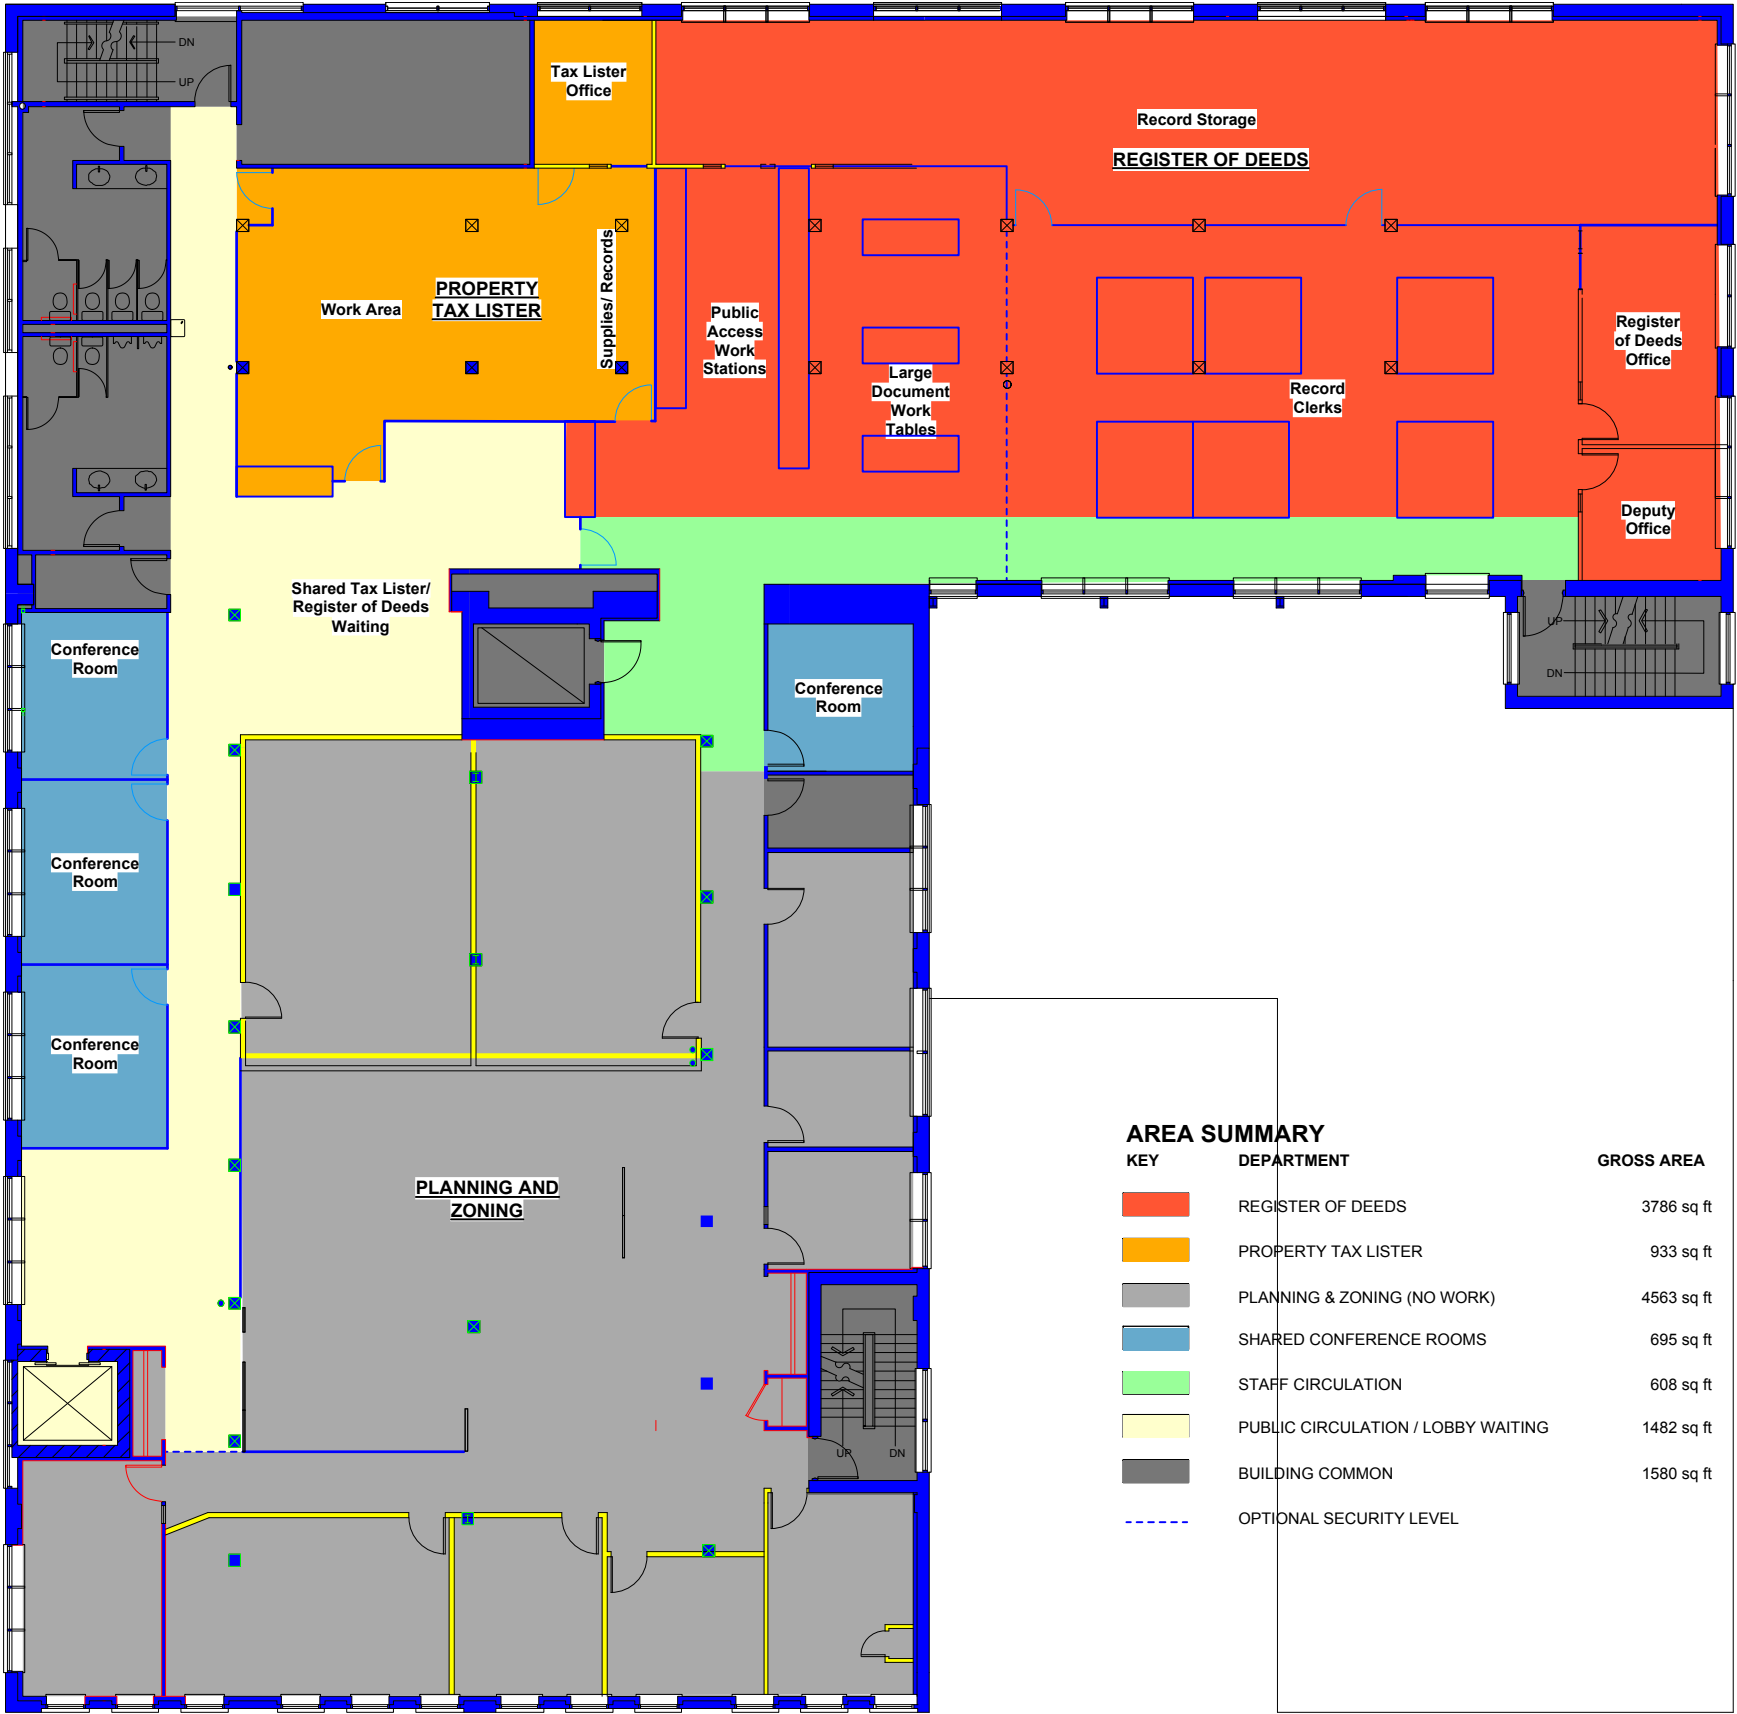 DN
UP
Tax Lister
Office
Record Storage
REGISTER OF DEEDS
PROPERTY
TAX LISTER
Work Area
Supplies/ Records
Public
Access
Work
Stations
Large
Document
Work
Tables
Record
Clerks
Register
of Deeds
Office
Deputy
Office
Shared Tax Lister/
Register of Deeds
Waiting
UP
DN
Conference
Room
Conference
Room
Conference
Room
Conference
Room
PLANNING AND
ZONING
UP
DN
AREA SUMMARY
KEY DEPARTMENT GROSS AREA
REGISTER OF DEEDS 3786 sq ft
PROPERTY TAX LISTER 933 sq ft
PLANNING & ZONING (NO WORK) 4563 sq ft
SHARED CONFERENCE ROOMS 695 sq ft
STAFF CIRCULATION 608 sq ft
PUBLIC CIRCULATION / LOBBY WAITING 1482 sq ft
BUILDING COMMON 1580 sq ft
OPTIONAL SECURITY LEVEL